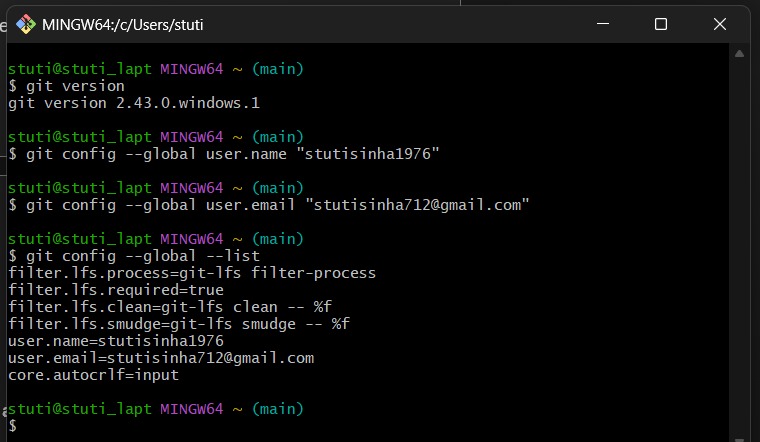 MINGW64:/c/Users/stuti
stuti@stuti_lapt MINGW64 ~ (main)
$ git version
git version 2.43.0.windows.1
stuti@stuti_lapt MINGW64 ~ (main)
$ git config --global user.name "stutisinha1976"
stuti@stuti_lapt MINGW64 ~ (main)
$ git config --global user.email "stutisinha712@gmail.com"
stuti@stuti_lapt MINGW64 ~ (main)
$ git config --global --list
filter.lfs.process=git-lfs filter-process
filter.lfs.required=true
filter.lfs.clean=git-lfs clean -- %f
filter.lfs.smudge=git-lfs smudge -- %f
user.name=stutisinha1976
user.email=stutisinha712@gmail.com
core.autocrlf=input
stuti@stuti_lapt MINGW64 ~ (main)
$